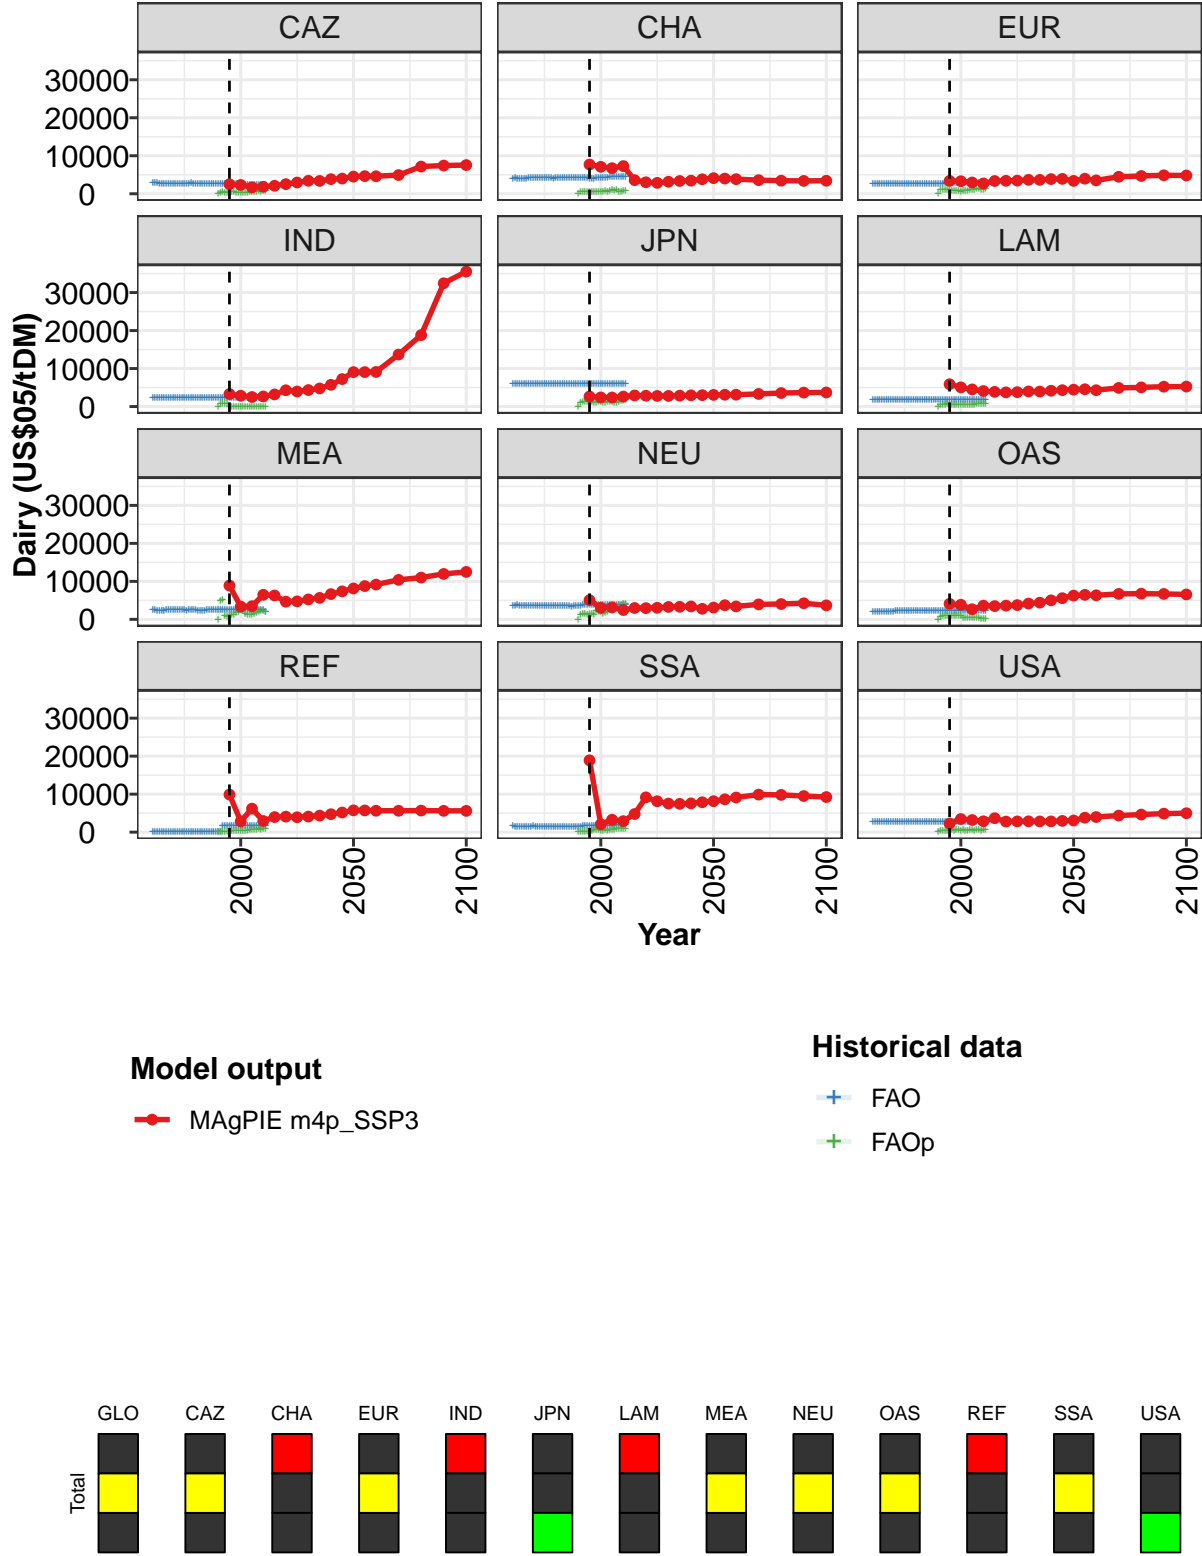 CAZ CHA EUR
30000
20000
10000
0
IND JPN LAM
30000
20000
10000
0
MEA NEU OAS
30000
20000
10000
0
REF SSA USA
30000
20000
10000
0
2000 2050 2100 2000 2050 2100 2000 2050 2100
Year
Dairy (US$05/tDM)
Model output
MAgPIE m4p_SSP3
Historical data
FAO
FAOp
GLO CAZ CHA EUR IND JPN LAM MEA NEU OAS REF SSA USA
Total